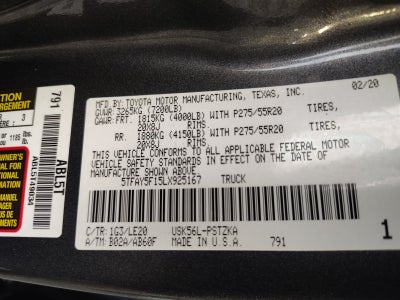 MFD.BY:TOYOTA MOTOR MANUFACTURING, TEXAS, INC.
02/20
GVWR 3265KG (7200LB)
GAWR: FRT 1815KG (4000LB) WITH P275/55R20 TIRES,
20X8J RIMS.
RR. 1880KG (4150LB) WITH P275/55R20 TIRES,
20X8J RIMS.
THIS VEHICLE CONFORMS TO ALL APPLICABLE FEDERAL MOTOR
VEHICLE SAFETY STANDARDS IN EFFECT ON THE DATE OF
MANUFACTURE SHOWN ABOVE
5TFAY5F15LX925167 TRUCK
C/TR:1G3/LE20 USK56L-PSTZKA
A/TM:B02A/AB60F MADE IN U.S.A. 791
1
791
ABL5T